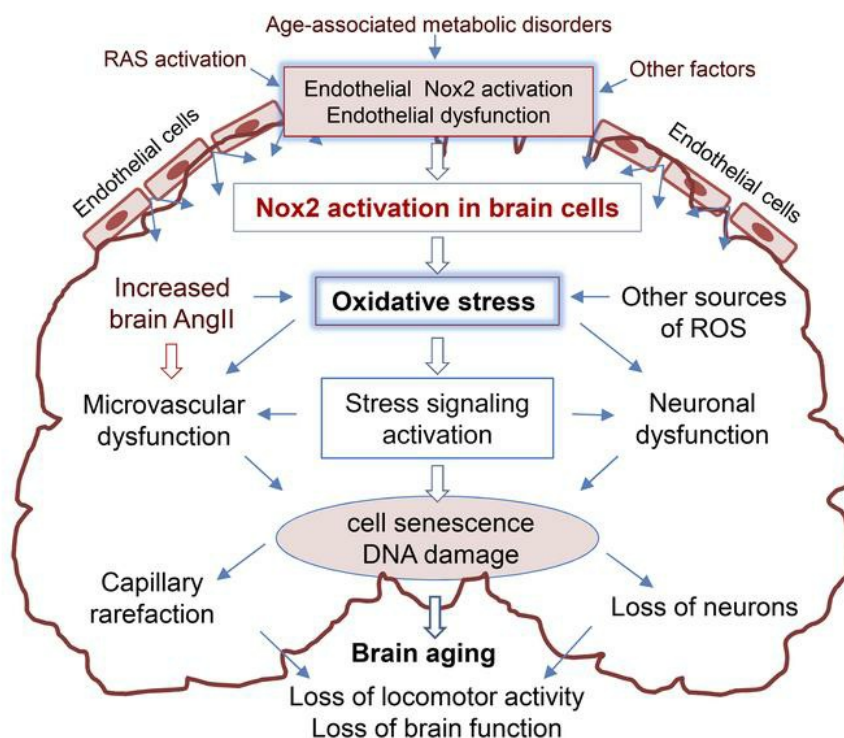 Age-associated metabolic disorders
RAS activation
Other factors
Endothelial Nox2 activation
Endothelial dysfunction
Endothelial cells
Endothelial cells
Nox2 activation in brain cells
Increased
brain AngII
Oxidative stress
Other sources
of ROS
Microvascular
dysfunction
Stress signaling
activation
Neuronal
dysfunction
cell senescence
DNA damage
Capillary
rarefaction
Loss of neurons
Brain aging
Loss of locomotor activity
Loss of brain function